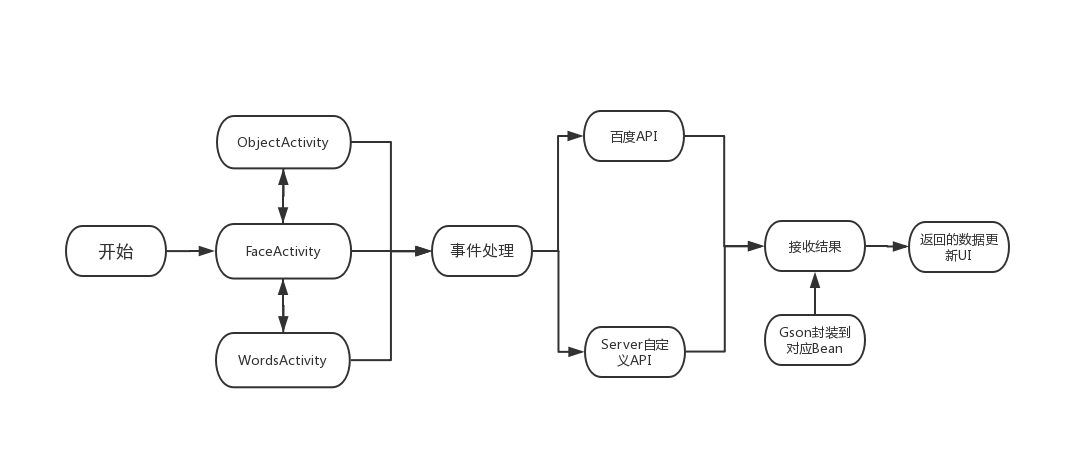 开始
ObjectActivity
FaceActivity
WordsActivity
事件处理
百度API
Server自定
义API
接收结果
Gson封装到
对应Bean
返回的数据更
新UI